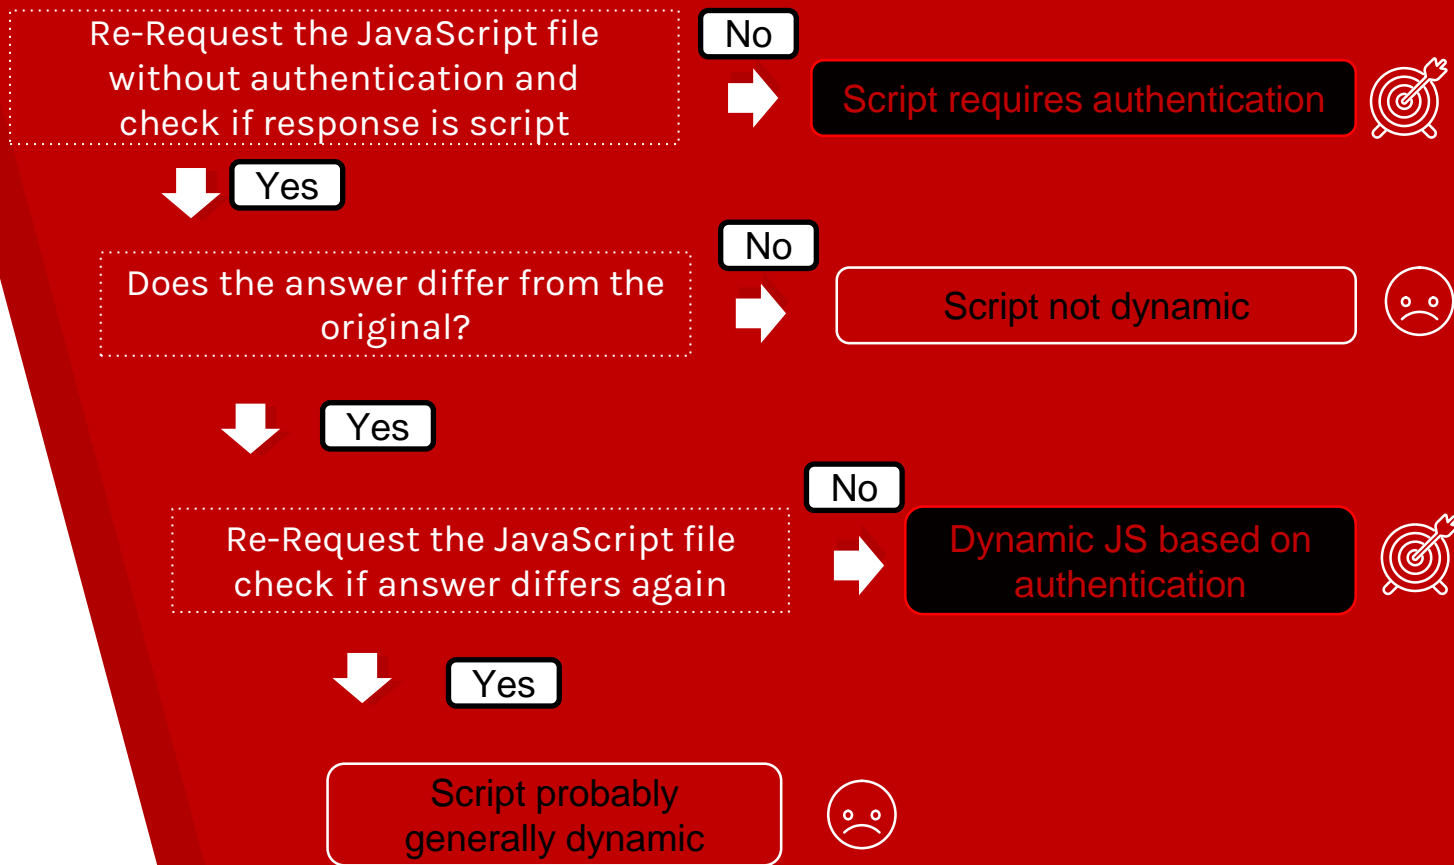 Re-Request the JavaScript file
without authentication and
check if response is script
No
Script requires authentication
Yes
Does the answer differ from the
original?
No
Script not dynamic
Yes
Re-Request the JavaScript file
check if answer differs again
No
Dynamic JS based on
authentication
Yes
Script probably
generally dynamic